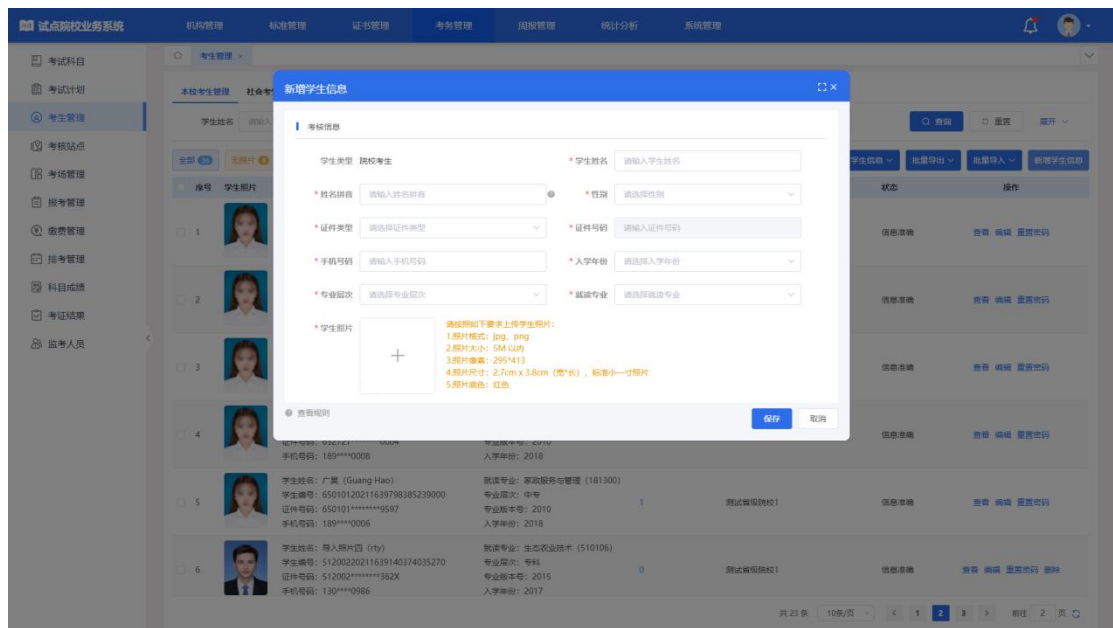 试点院校业务系统
机构管理 标准管理 证书管理 考务管理 周报管理 统计分析 系统管理
考试科目
考试计划
考生管理
考核站点
考场管理
报考管理
缴费管理
排考管理
科目成绩
考证结果
监考人员
考生管理 ×
本校考生管理 社会考生
学生姓名 请输入
查询 重置 展开
全部 无照片
批量导出 批量导入 新增学生信息
序号 学生照片 状态 操作
新增学生信息
考核信息
学生类型 院校考生
* 学生姓名 请输入学生姓名
* 姓名拼音 请输入姓名拼音
* 性别 请选择性别
* 证件类型 请选择证件类型
* 证件号码 请输入证件号码
* 手机号码 请输入手机号码
* 入学年份 请选择入学年份
* 专业层次 请选择专业层次
* 就读专业 请选择就读专业
* 学生照片
请按照如下要求上传学生照片：
1.照片格式：jpg、png
2.照片大小：5M 以内
3.照片像素：295*413
4.照片尺寸：2.7cm x 3.8cm（宽*长），标准小一寸照片
5.照片底色：红色
查看规则
保存 取消
1 信息准确 查看 编辑 重置密码
2 信息准确 查看 编辑 重置密码
3 信息准确 查看 编辑 重置密码
4 信息准确 查看 编辑 重置密码
手机号码：189****0008 入学年份：2018
5
学生姓名：广昊 (Guang Hao) 就读专业：家政服务与管理 (181300)
学生编号：65010120211639798385239000 专业层次：中专
证件号码：650101********9597 专业版本号：2010
手机号码：189****0006 入学年份：2018
1 测试省级院校1 信息准确 查看 编辑 重置密码
6
学生姓名：导入照片四 (rty) 就读专业：生态农业技术 (510106)
学生编号：51200220211639140374035270 专业层次：专科
证件号码：512002********362X 专业版本号：2015
手机号码：130****0986 入学年份：2017
0 测试省级院校1 信息准确 查看 编辑 重置密码 删除
共 23 条 10条/页 < 1 2 3 > 前往 2 页